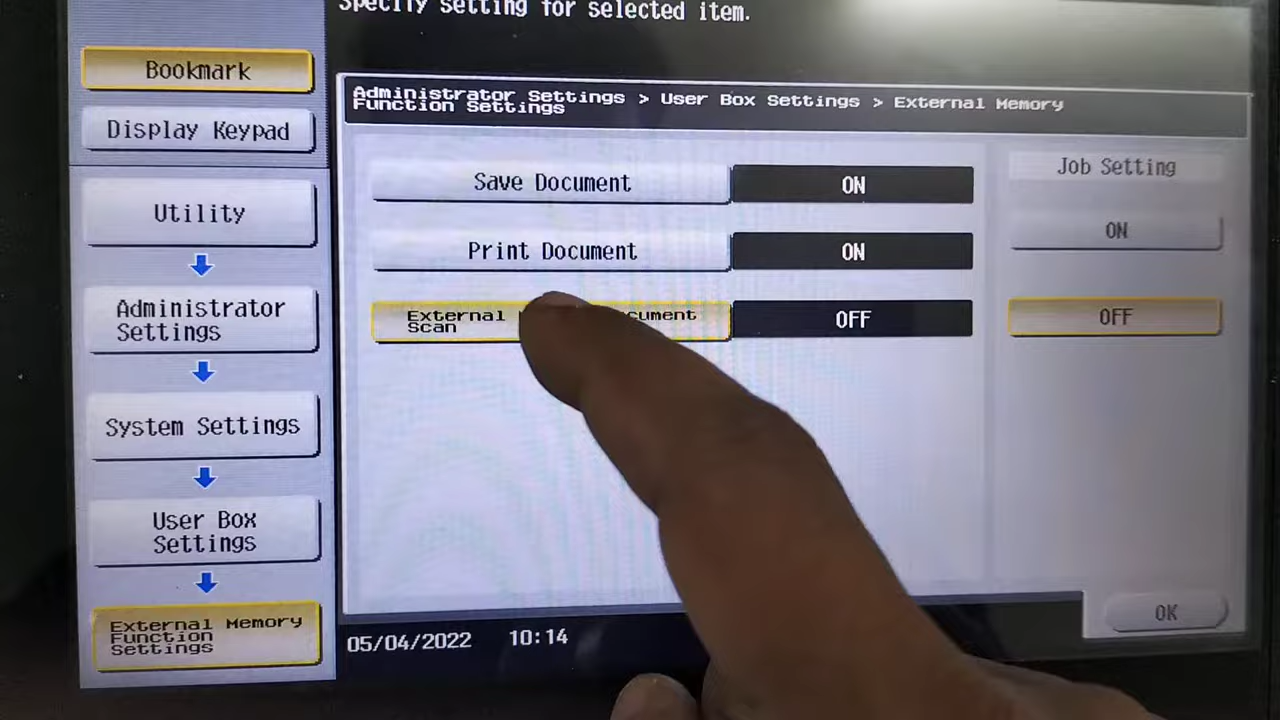 Specify setting for selected item.
Bookmark
Display Keypad
Utility
Administrator
Settings
System Settings
User Box
Settings
External Memory
Function
Settings
Administrator Settings > User Box Settings > External Memory
Function Settings
Save Document
ON
Print Document
ON
External
Scan
OFF
Job Setting
ON
OFF
05/04/2022
10:14
OK